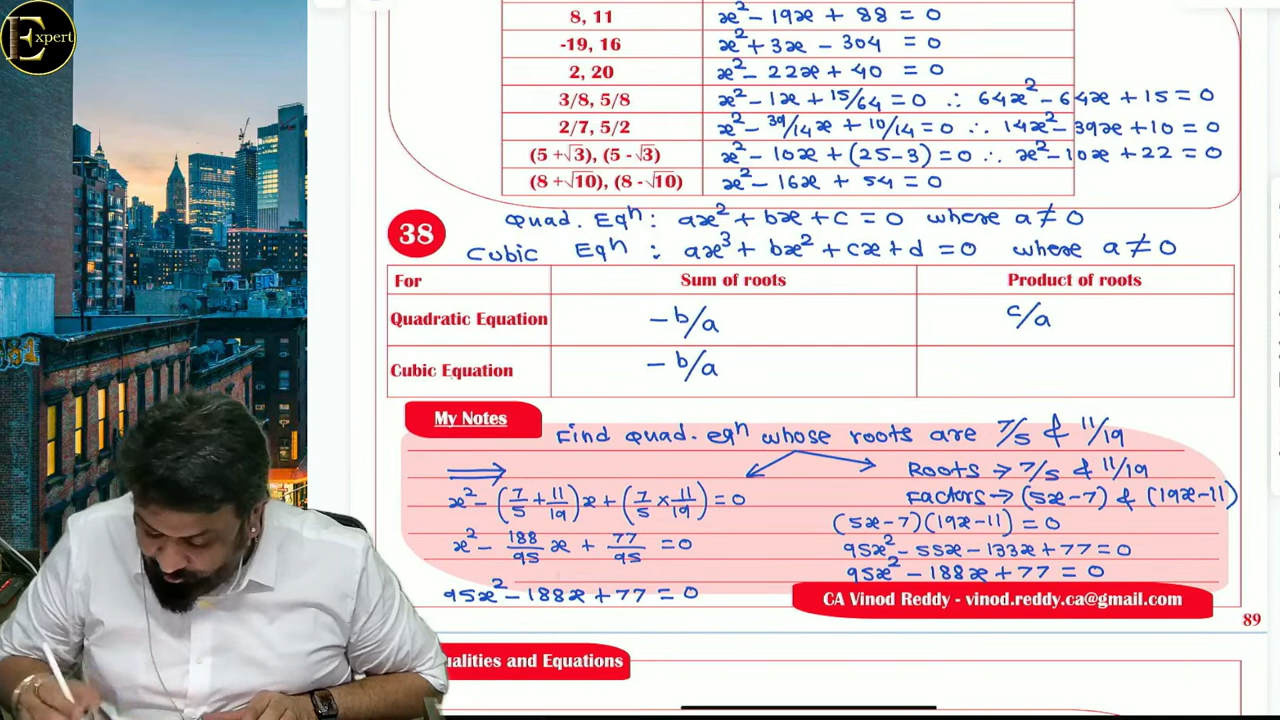 Expert
8, 11 x² - 19x + 88 = 0
-19, 16 x² + 3x - 304 = 0
2, 20 x² - 22x + 40 = 0
3/8, 5/8 x² - 1x + 15/64 = 0 ∴ 64x² - 64x + 15 = 0
2/7, 5/2 x² - 39/14x + 10/14 = 0 ∴ 14x² - 39x + 10 = 0
(5 +√3), (5 - √3) x² - 10x + (25-3) = 0 ∴ x² - 10x + 22 = 0
(8 +√10), (8 - √10) x² - 16x + 54 = 0
38 Quad. Eqⁿ : ax² + bx + c = 0 where a ≠ 0
Cubic Eqⁿ : ax³ + bx² + cx + d = 0 where a ≠ 0
For Sum of roots Product of roots
Quadratic Equation -b/a c/a
Cubic Equation -b/a
My Notes
Find quad. eqⁿ whose roots are 7/5 & 11/19
⟹
x² - (7/5 + 11/19)x + (7/5 × 11/19) = 0
x² - 188/95 x + 77/95 = 0
95x² - 188x + 77 = 0
Roots → 7/5 & 11/19
Factors → (5x-7) & (19x-11)
(5x-7)(19x-11) = 0
95x² - 55x - 133x + 77 = 0
95x² - 188x + 77 = 0
CA Vinod Reddy - vinod.reddy.ca@gmail.com
89
ualities and Equations